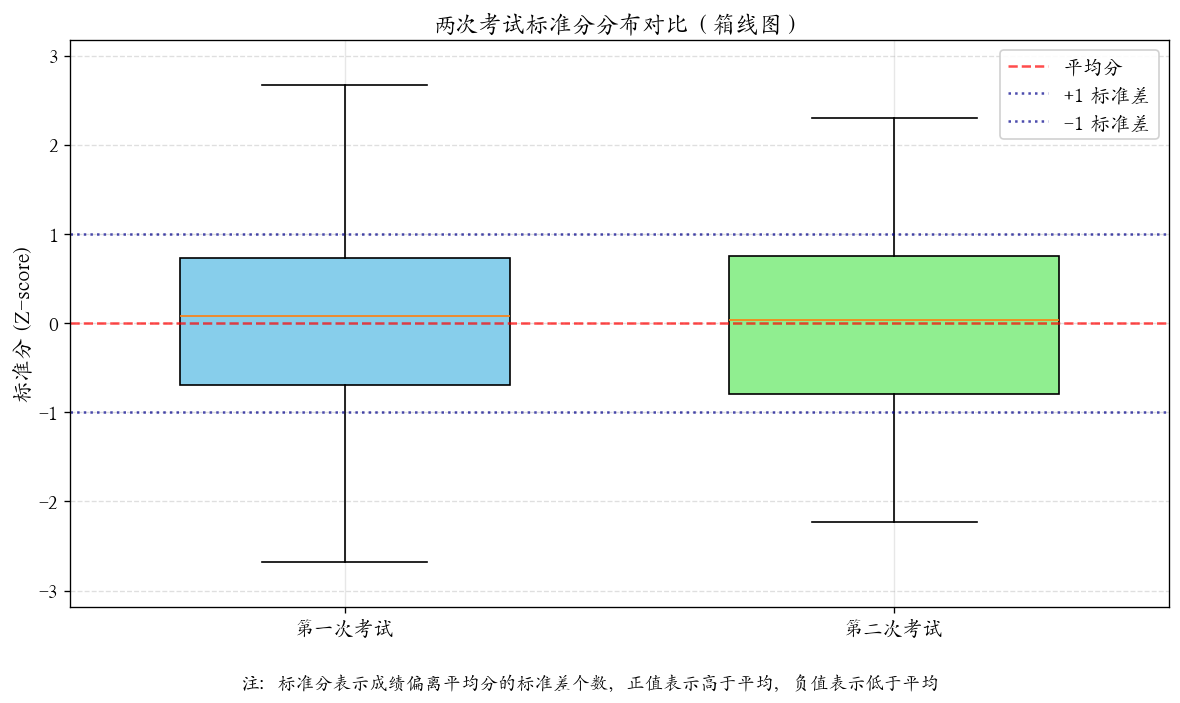 两次考试标准分分布对比（箱线图）
平均分
+1 标准差
−1 标准差
标准分 (Z-score)
3
2
1
0
−1
−2
−3
第一次考试
第二次考试
注：标准分表示成绩偏离平均分的标准差个数，正值表示高于平均，负值表示低于平均